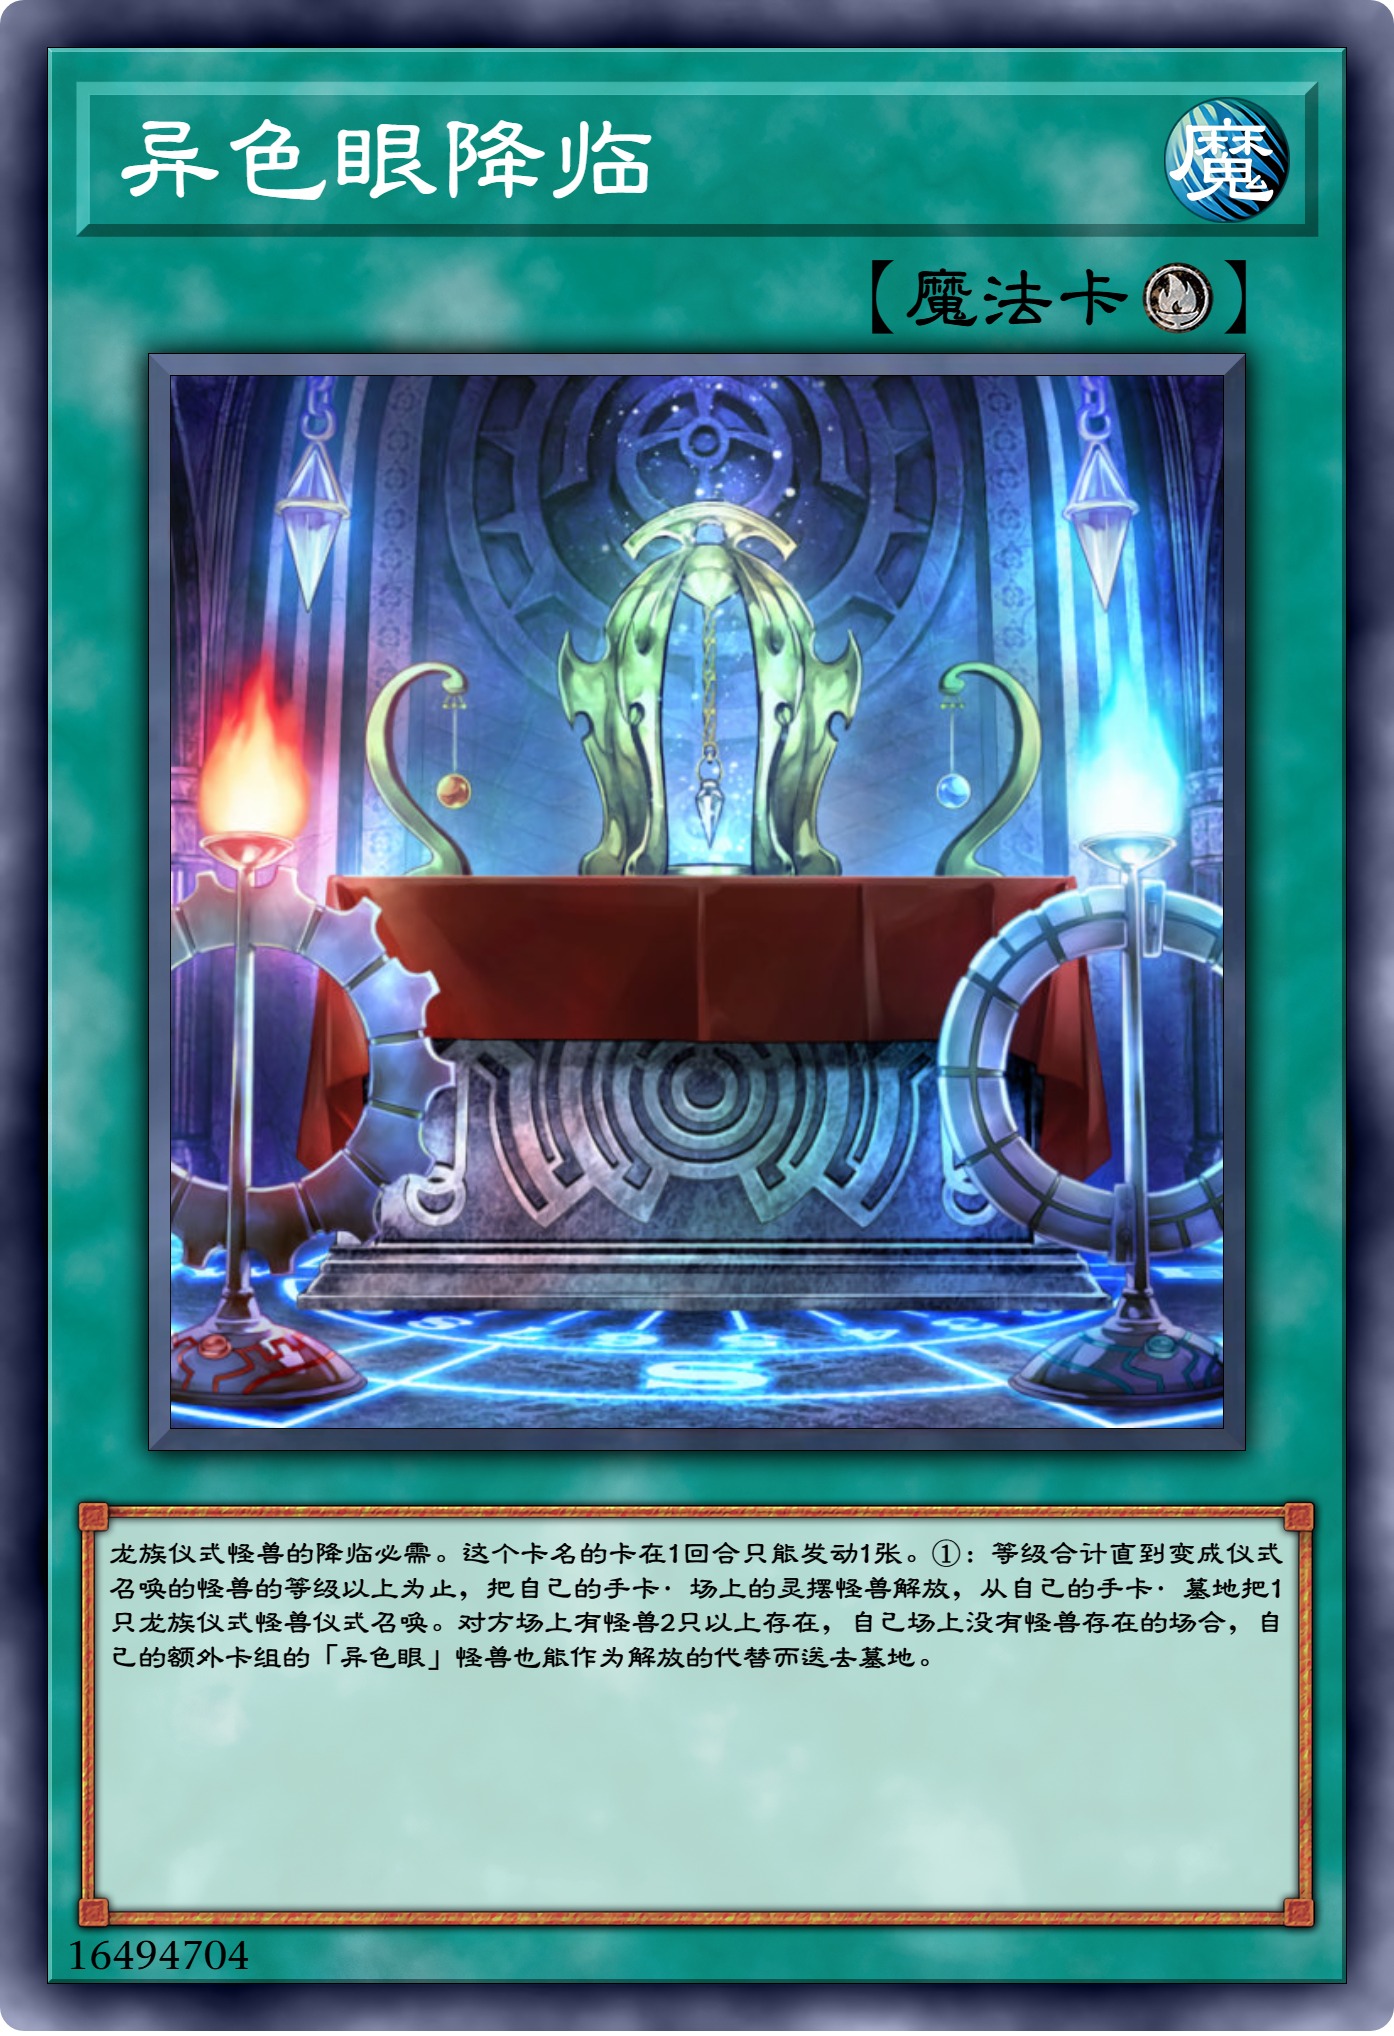 异色眼降临
魔
【魔法卡】
龙族仪式怪兽的降临必需。这个卡名的卡在1回合只能发动1张。①：等级合计直到变成仪式
召唤的怪兽的等级以上为止，把自己的手卡·场上的灵摆怪兽解放，从自己的手卡·墓地把1
只龙族仪式怪兽仪式召唤。对方场上有怪兽2只以上存在，自己场上没有怪兽存在的场合，自
己的额外卡组的「异色眼」怪兽也能作为解放的代替而送去墓地。
16494704